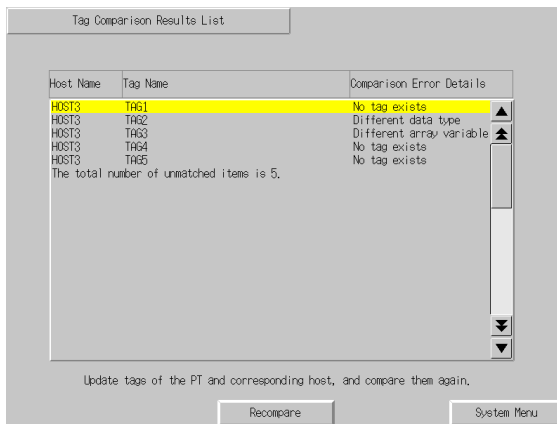 Tag Comparison Results List
Host Name Tag Name Comparison Error Details
HOST3 TAG1 No tag exists
HOST3 TAG2 Different data type
HOST3 TAG3 Different array variable
HOST3 TAG4 No tag exists
HOST3 TAG5 No tag exists
The total number of unmatched items is 5.
Update tags of the PT and corresponding host, and compare them again.
Recompare System Menu